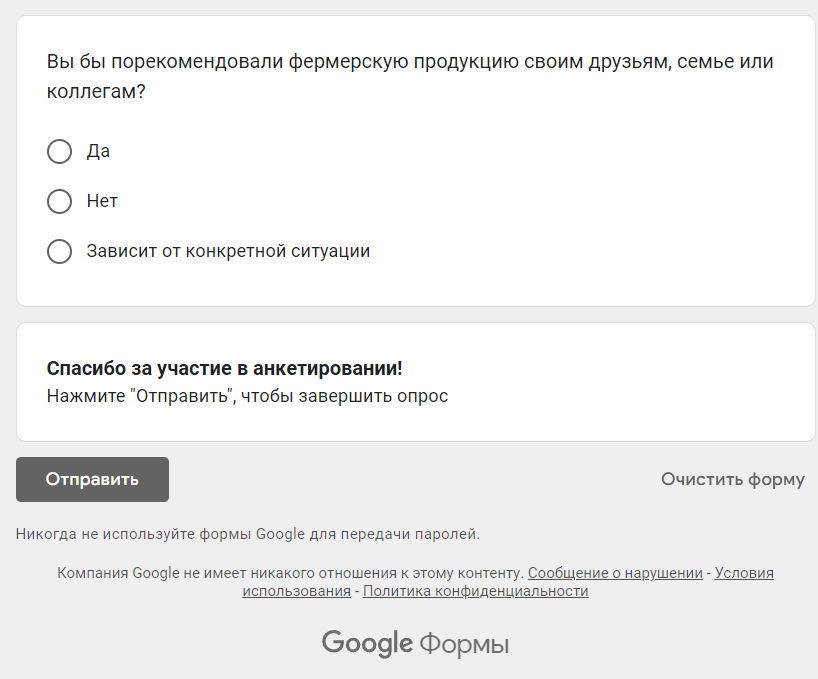 Вы бы порекомендовали фермерскую продукцию своим друзьям, семье или
коллегам?
Да
Нет
Зависит от конкретной ситуации
Спасибо за участие в анкетировании!
Нажмите "Отправить", чтобы завершить опрос
Отправить
Очистить форму
Никогда не используйте формы Google для передачи паролей.
Компания Google не имеет никакого отношения к этому контенту. Сообщение о нарушении - Условия
использования - Политика конфиденциальности
Google Формы